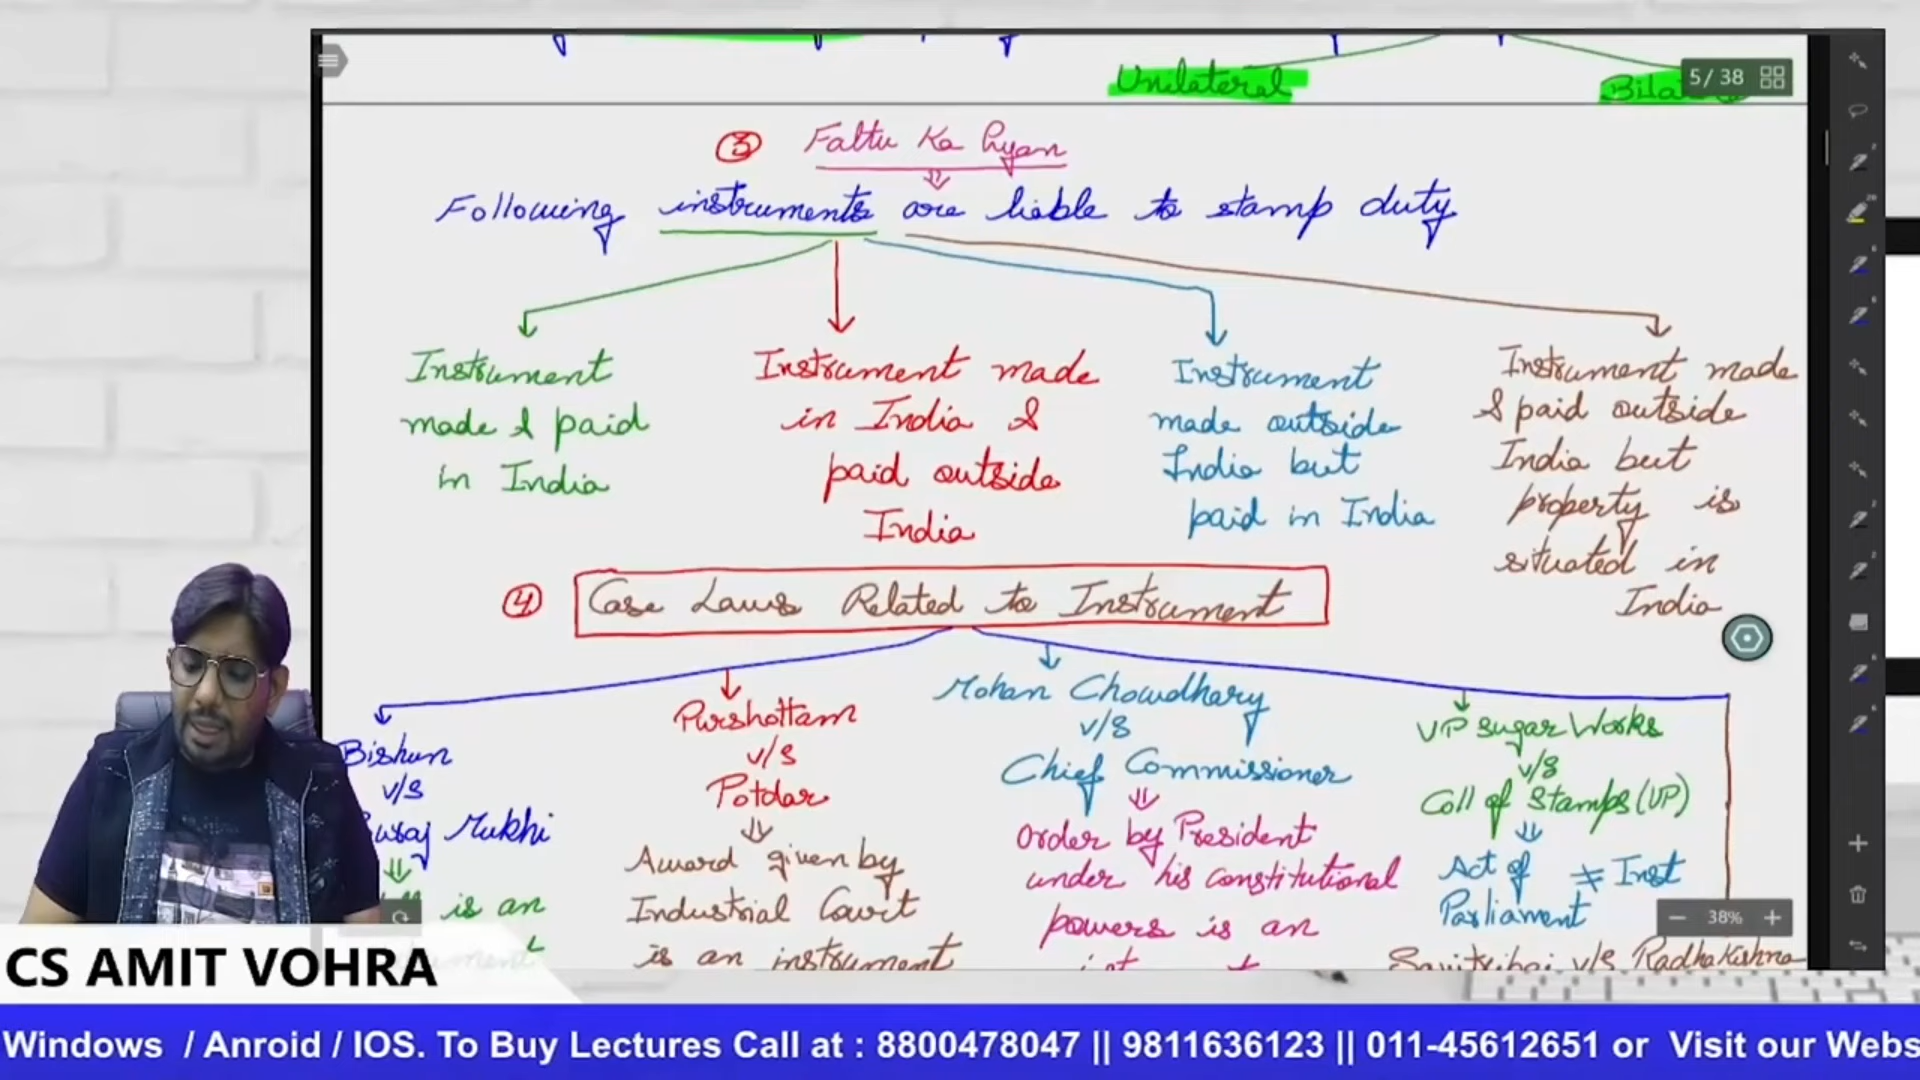 Unilateral
5/38
③ Faltu Ka Gyan
Following instruments are liable to stamp duty
Instrument
made & paid
in India
Instrument made
in India &
paid outside
India
Instrument
made outside
India but
paid in India
Instrument made
& paid outside
India but
property is
situated in
India
④ Case Laws Related to Instrument
Bishun
v/s
Suraj Mukhi
is an
Purshottam
v/s
Potdar
Award given by
Industrial Court
is an instrument
Mohan Chowdhary
v/s
Chief Commissioner
Order by President
under his constitutional
powers is an
UP Sugar Works
v/s
Coll of Stamps (UP)
Act of ≠ Inst
Parliament
Savitribai v/s Radhakishna
38%
CS AMIT VOHRA
Windows / Anroid / IOS. To Buy Lectures Call at : 8800478047 || 9811636123 || 011-45612651 or Visit our Webs